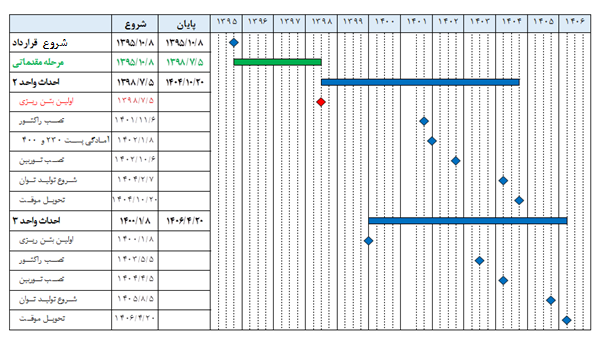 شروع پایان ۱۳۹۵ ۱۳۹۶ ۱۳۹۷ ۱۳۹۸ ۱۳۹۹ ۱۴۰۰ ۱۴۰۱ ۱۴۰۲ ۱۴۰۳ ۱۴۰۴ ۱۴۰۵ ۱۴۰۶
شروع قرارداد ۱۳۹۵/۱۰/۸ ۱۳۹۵/۱۰/۸
مرحله مقدماتی ۱۳۹۵/۱۰/۸ ۱۳۹۸/۷/۵
احداث واحد ۲ ۱۳۹۸/۷/۵ ۱۴۰۴/۱۰/۲۰
اولین بتن ریزی ۱۳۹۸/۷/۵
نصب راکتور ۱۴۰۱/۱۱/۶
آمادگی پست ۲۳۰ و ۴۰۰ ۱۴۰۲/۱/۸
نصب توربین ۱۴۰۲/۱۰/۶
شروع تولید توان ۱۴۰۴/۲/۷
تحویل موقت ۱۴۰۴/۱۰/۲۰
احداث واحد ۳ ۱۴۰۰/۱/۸ ۱۴۰۶/۴/۲۰
اولین بتن ریزی ۱۴۰۰/۱/۸
نصب راکتور ۱۴۰۳/۵/۵
نصب توربین ۱۴۰۴/۴/۵
شروع تولید توان ۱۴۰۵/۸/۵
تحویل موقت ۱۴۰۶/۴/۲۰